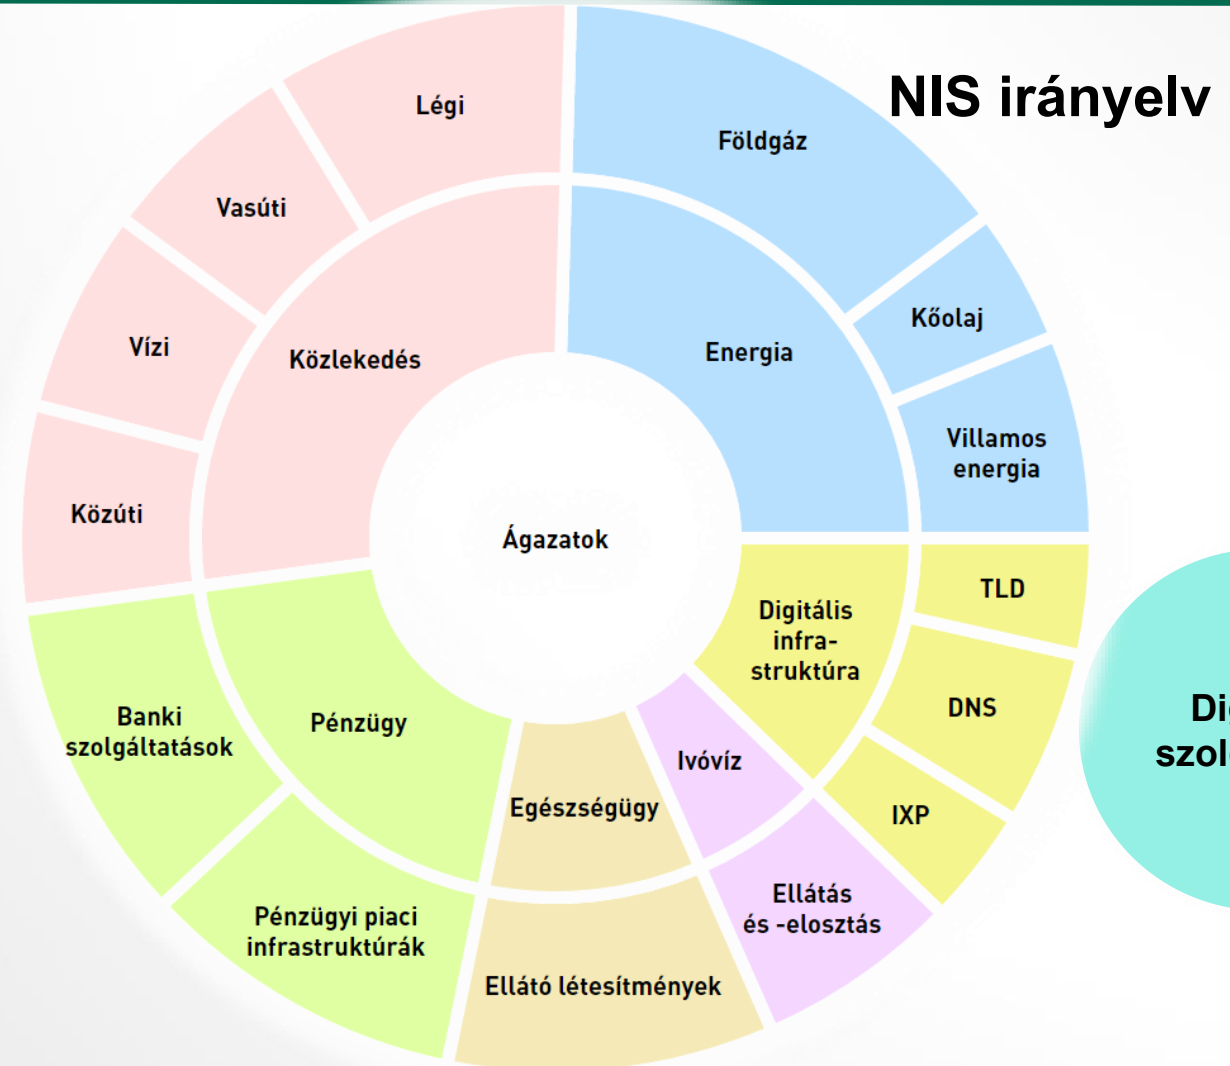 NIS irányelv
Légi
Földgáz
Vasúti
Kőolaj
Vízi
Energia
Közlekedés
Villamos
energia
Közúti
Ágazatok
TLD
Digitális
infra-
struktúra
DNS
Banki
szolgáltatások
Pénzügy
Ivóvíz
Egészségügy
IXP
Ellátás
és -elosztás
Pénzügyi piaci
infrastruktúrák
Ellátó létesítmények